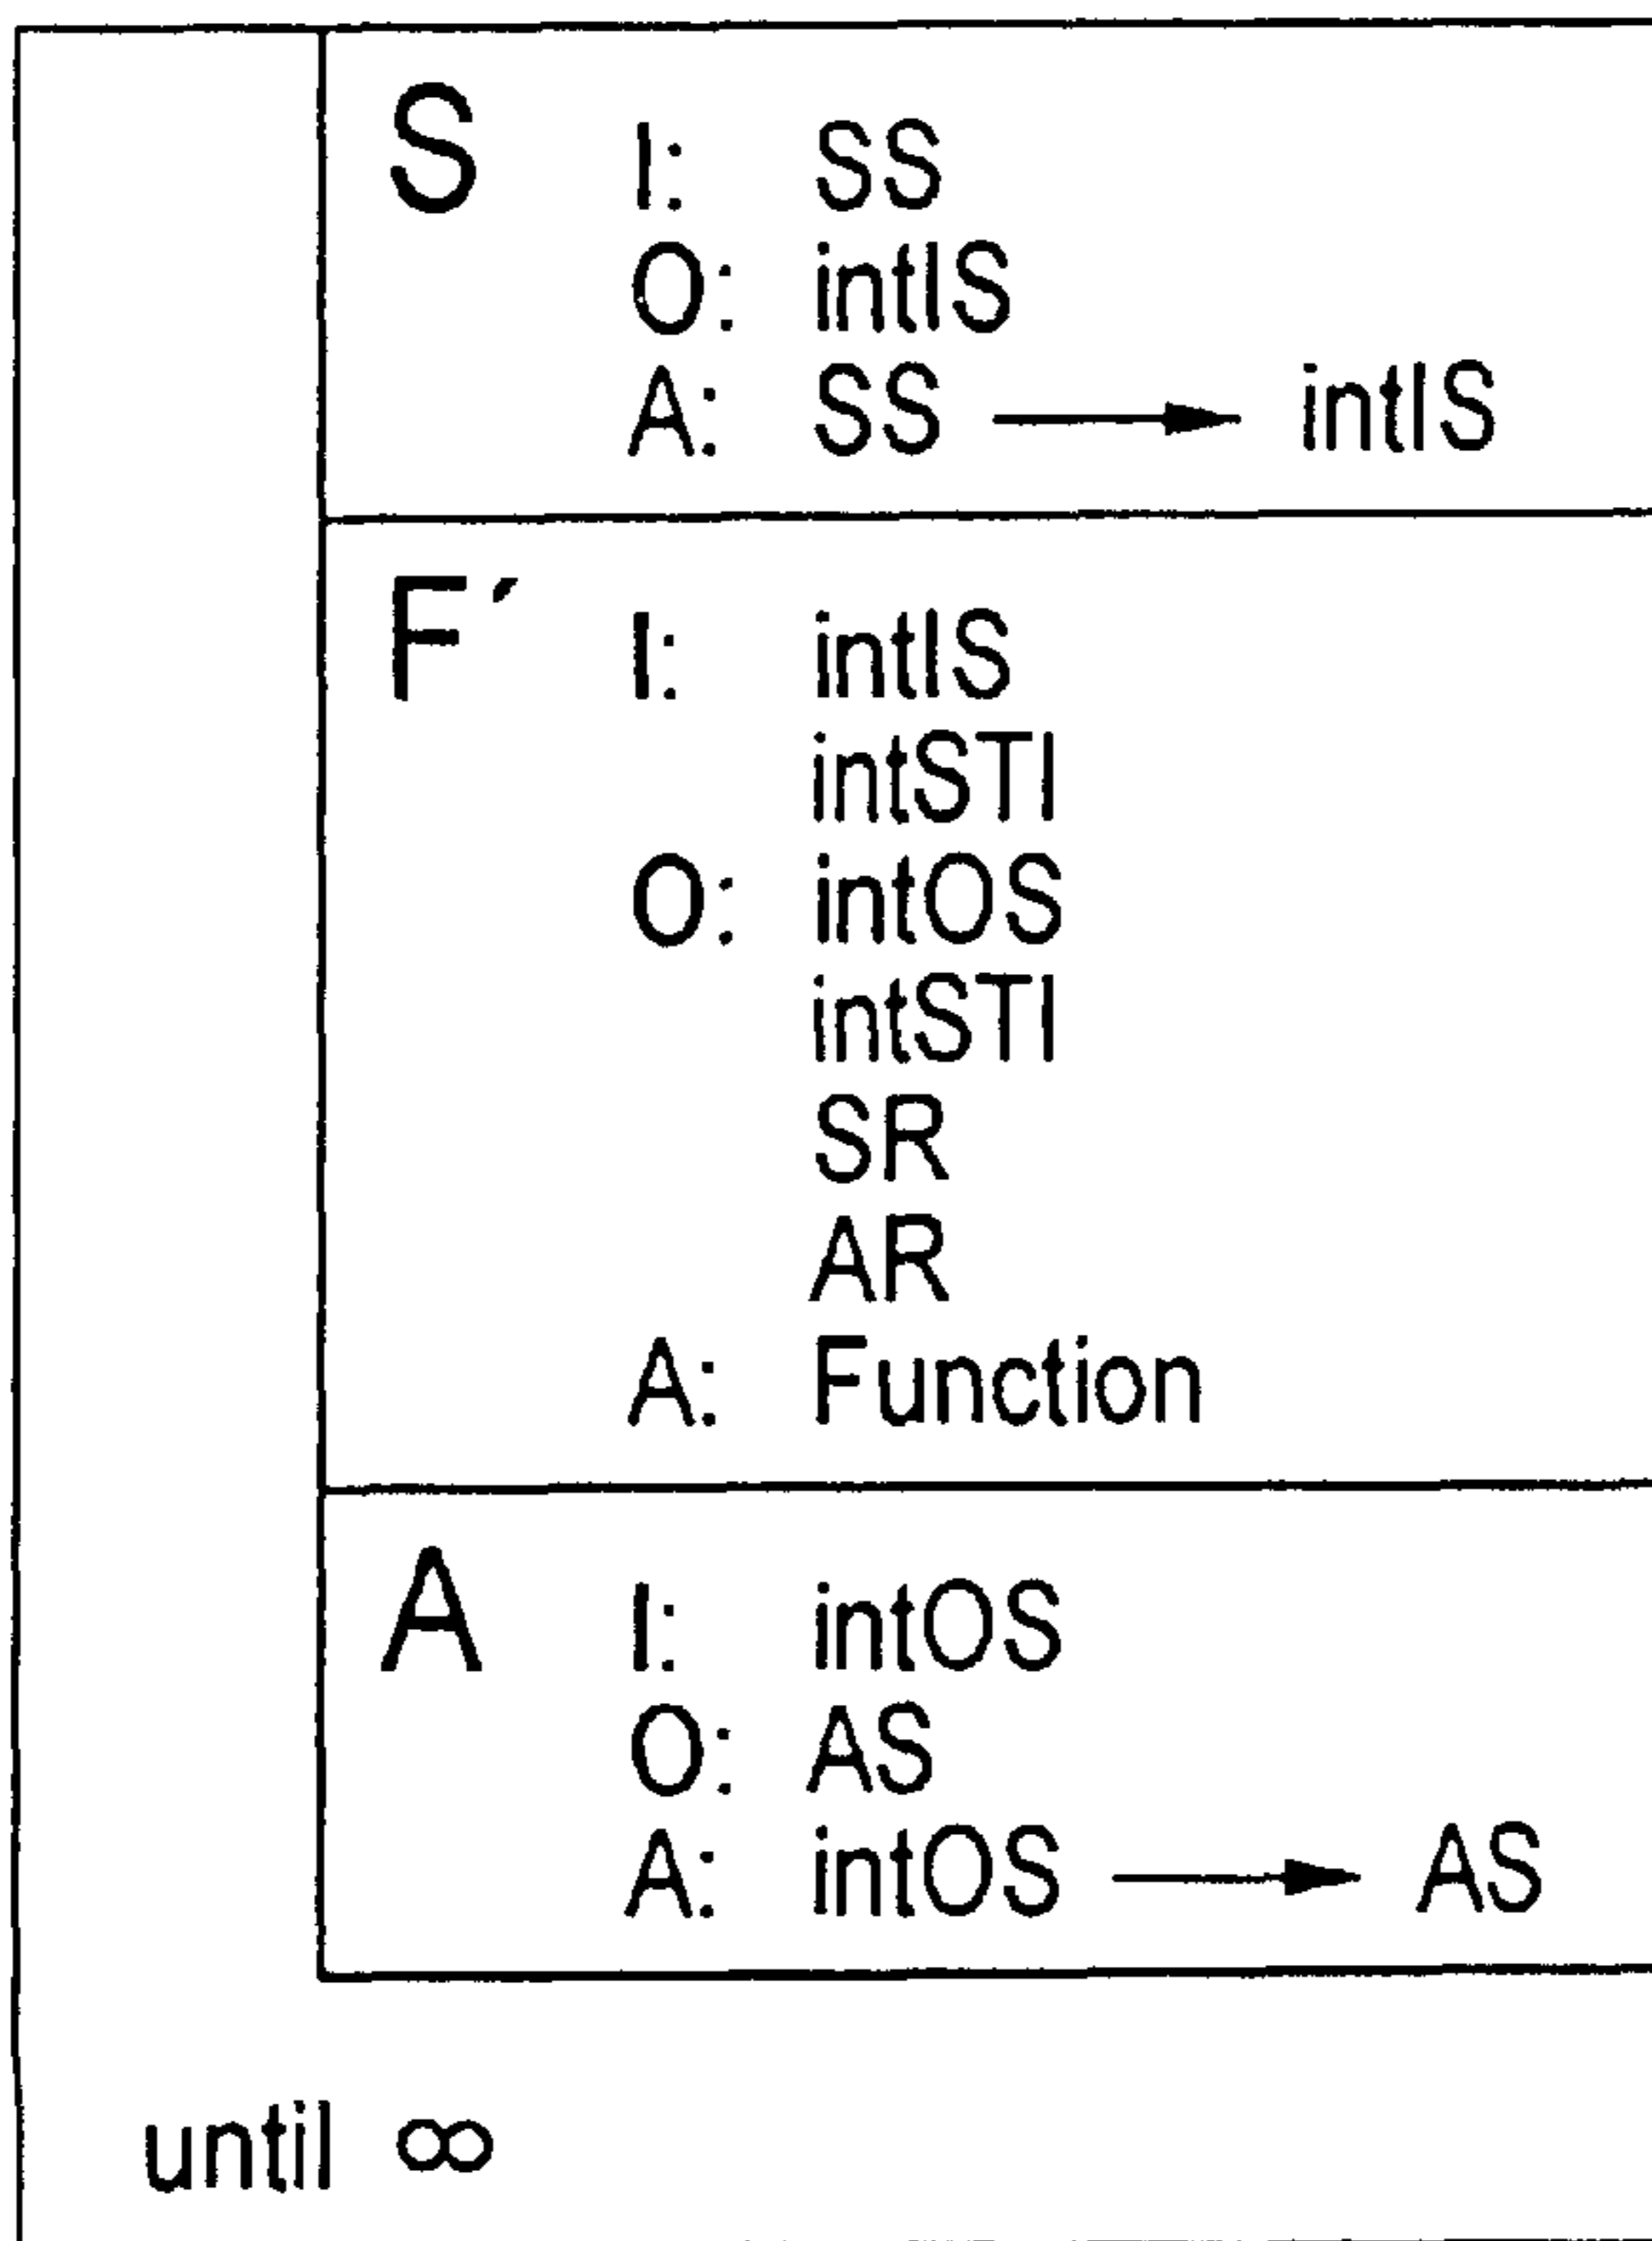 S I: SS
O: intIS
A: SS → intIS
F´ I: intIS
intSTI
O: intOS
intSTI
SR
AR
A: Function
A I: intOS
O: AS
A: intOS → AS
until ∞